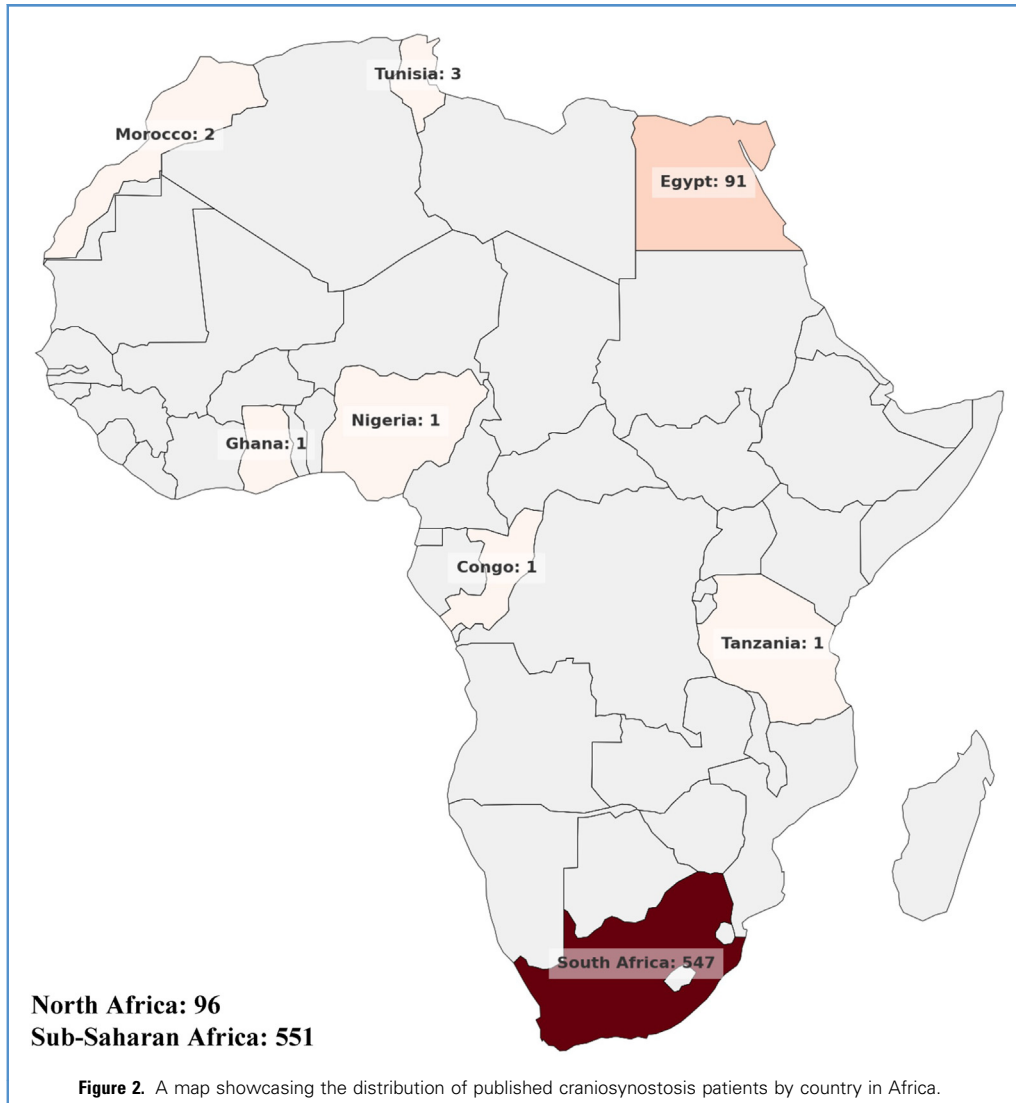 Tunisia: 3
Morocco: 2
Egypt: 91
Nigeria: 1
Ghana: 1
Congo: 1
Tanzania: 1
South Africa: 547
North Africa: 96
Sub-Saharan Africa: 551
Figure 2. A map showcasing the distribution of published craniosynostosis patients by country in Africa.